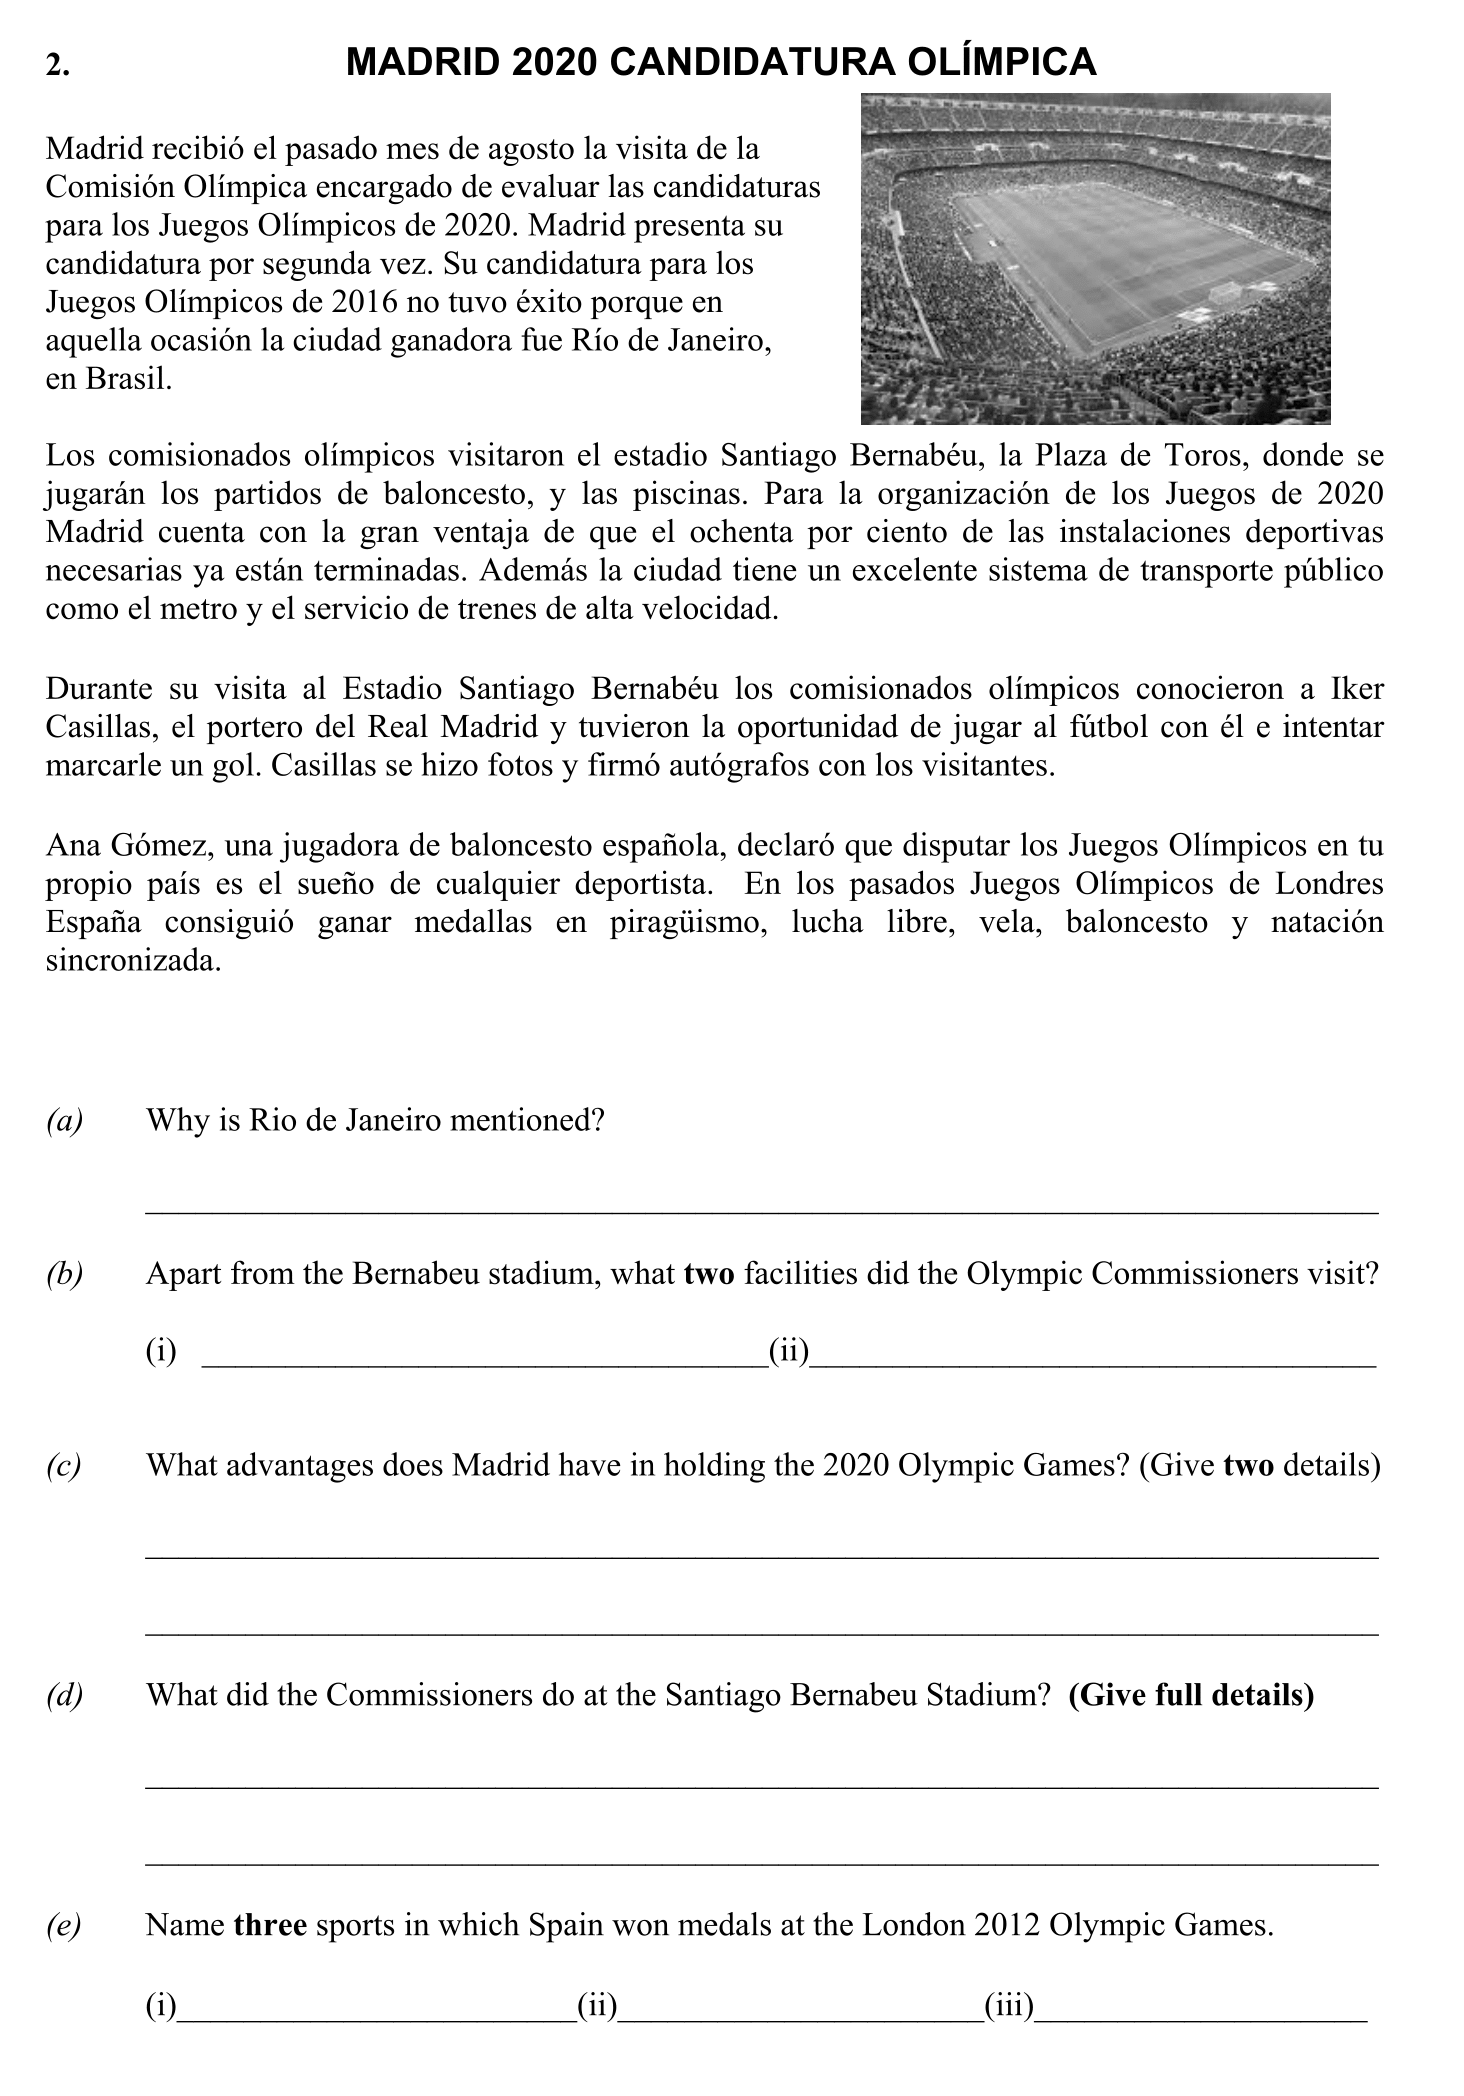 2. MADRID 2020 CANDIDATURA OLÍMPICA
Madrid recibió el pasado mes de agosto la visita de la
Comisión Olímpica encargado de evaluar las candidaturas
para los Juegos Olímpicos de 2020. Madrid presenta su
candidatura por segunda vez. Su candidatura para los
Juegos Olímpicos de 2016 no tuvo éxito porque en
aquella ocasión la ciudad ganadora fue Río de Janeiro,
en Brasil.
Los comisionados olímpicos visitaron el estadio Santiago Bernabéu, la Plaza de Toros, donde se
jugarán los partidos de baloncesto, y las piscinas. Para la organización de los Juegos de 2020
Madrid cuenta con la gran ventaja de que el ochenta por ciento de las instalaciones deportivas
necesarias ya están terminadas. Además la ciudad tiene un excelente sistema de transporte público
como el metro y el servicio de trenes de alta velocidad.
Durante su visita al Estadio Santiago Bernabéu los comisionados olímpicos conocieron a Iker
Casillas, el portero del Real Madrid y tuvieron la oportunidad de jugar al fútbol con él e intentar
marcarle un gol. Casillas se hizo fotos y firmó autógrafos con los visitantes.
Ana Gómez, una jugadora de baloncesto española, declaró que disputar los Juegos Olímpicos en tu
propio país es el sueño de cualquier deportista. En los pasados Juegos Olímpicos de Londres
España consiguió ganar medallas en piragüismo, lucha libre, vela, baloncesto y natación
sincronizada.
(a) Why is Rio de Janeiro mentioned?
(b) Apart from the Bernabeu stadium, what two facilities did the Olympic Commissioners visit?
(i) __________________________________(ii)__________________________________
(c) What advantages does Madrid have in holding the 2020 Olympic Games? (Give two details)
(d) What did the Commissioners do at the Santiago Bernabeu Stadium? (Give full details)
(e) Name three sports in which Spain won medals at the London 2012 Olympic Games.
(i)________________________(ii)______________________(iii)____________________